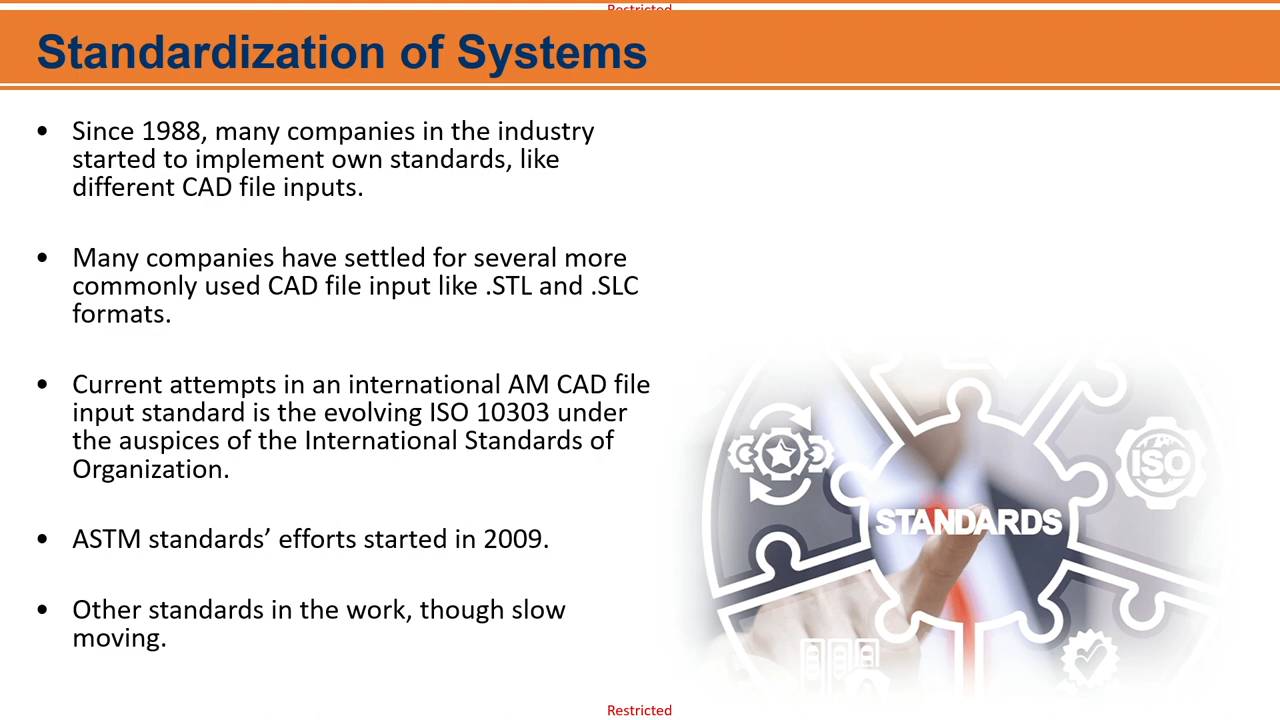 Restricted
Standardization of Systems
• Since 1988, many companies in the industry
started to implement own standards, like
different CAD file inputs.
• Many companies have settled for several more
commonly used CAD file input like .STL and .SLC
formats.
• Current attempts in an international AM CAD file
input standard is the evolving ISO 10303 under
the auspices of the International Standards of
Organization.
• ASTM standards’ efforts started in 2009.
• Other standards in the work, though slow
moving.
ISO
STANDARDS
Restricted